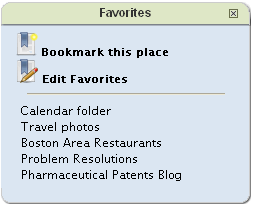 Favorites
Bookmark this place
Edit Favorites
Calendar folder
Travel photos
Boston Area Restaurants
Problem Resolutions
Pharmaceutical Patents Blog